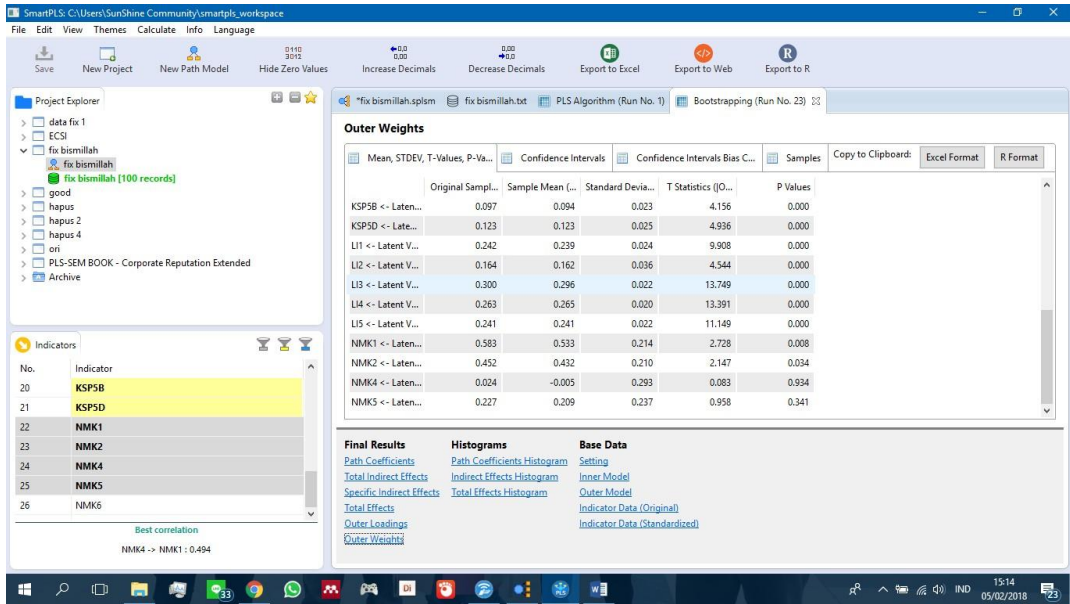 SmartPLS: C:\Users\SunShine Community\smartpls_workspace
File Edit View Themes Calculate Info Language
Save New Project New Path Model Hide Zero Values Increase Decimals Decrease Decimals Export to Excel Export to Web Export to R
Project Explorer
data fix 1
ECSI
fix bismillah
fix bismillah
fix bismillah [100 records]
good
hapus
hapus 2
hapus 4
ori
PLS-SEM BOOK - Corporate Reputation Extended
Archive
Indicators
No. Indicator
20 KSP5B
21 KSP5D
22 NMK1
23 NMK2
24 NMK4
25 NMK5
26 NMK6
Best correlation
NMK4 -> NMK1 : 0.494
*fix bismillah.splsm fix bismillah.txt PLS Algorithm (Run No. 1) Bootstrapping (Run No. 23)
Outer Weights
Mean, STDEV, T-Values, P-Va... Confidence Intervals Confidence Intervals Bias C... Samples Copy to Clipboard: Excel Format R Format
Original Sampl... Sample Mean (... Standard Devia... T Statistics (|O... P Values
KSP5B <- Laten... 0.097 0.094 0.023 4.156 0.000
KSP5D <- Late... 0.123 0.123 0.025 4.936 0.000
LI1 <- Latent V... 0.242 0.239 0.024 9.908 0.000
LI2 <- Latent V... 0.164 0.162 0.036 4.544 0.000
LI3 <- Latent V... 0.300 0.296 0.022 13.749 0.000
LI4 <- Latent V... 0.263 0.265 0.020 13.391 0.000
LI5 <- Latent V... 0.241 0.241 0.022 11.149 0.000
NMK1 <- Laten... 0.583 0.533 0.214 2.728 0.008
NMK2 <- Laten... 0.452 0.432 0.210 2.147 0.034
NMK4 <- Laten... 0.024 -0.005 0.293 0.083 0.934
NMK5 <- Laten... 0.227 0.209 0.237 0.958 0.341
Final Results Histograms Base Data
Path Coefficients Path Coefficients Histogram Setting
Total Indirect Effects Indirect Effects Histogram Inner Model
Specific Indirect Effects Total Effects Histogram Outer Model
Total Effects Indicator Data (Original)
Outer Loadings Indicator Data (Standardized)
Outer Weights
33 Di W IND 15:14
05/02/2018 23